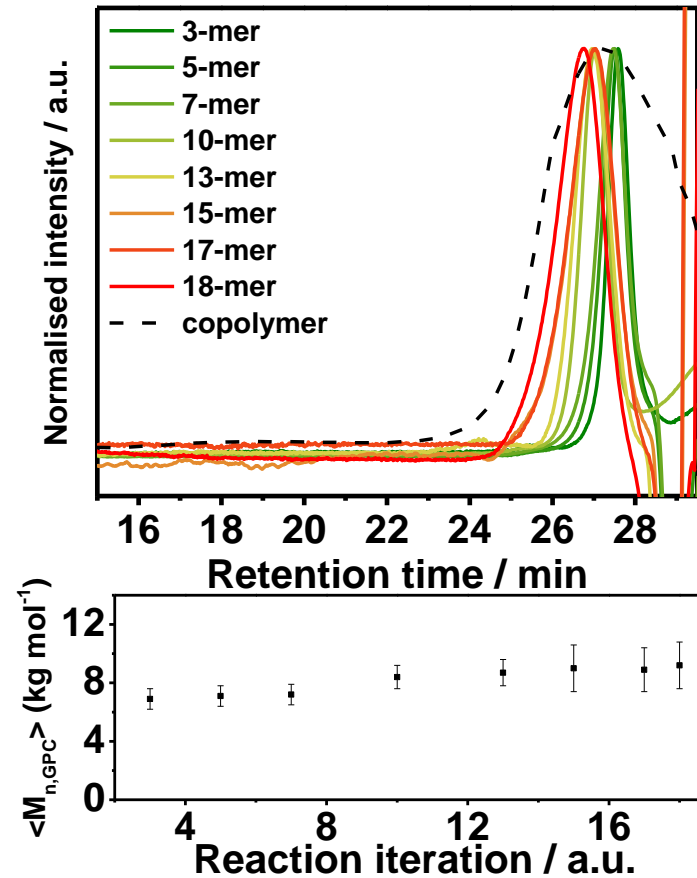 Normalised intensity / a.u.
3-mer
5-mer
7-mer
10-mer
13-mer
15-mer
17-mer
18-mer
copolymer
16 18 20 22 24 26 28
Retention time / min
<M_{n,GPC}> (kg mol^{-1})
12
8
4
0
4 8 12 16
Reaction iteration / a.u.